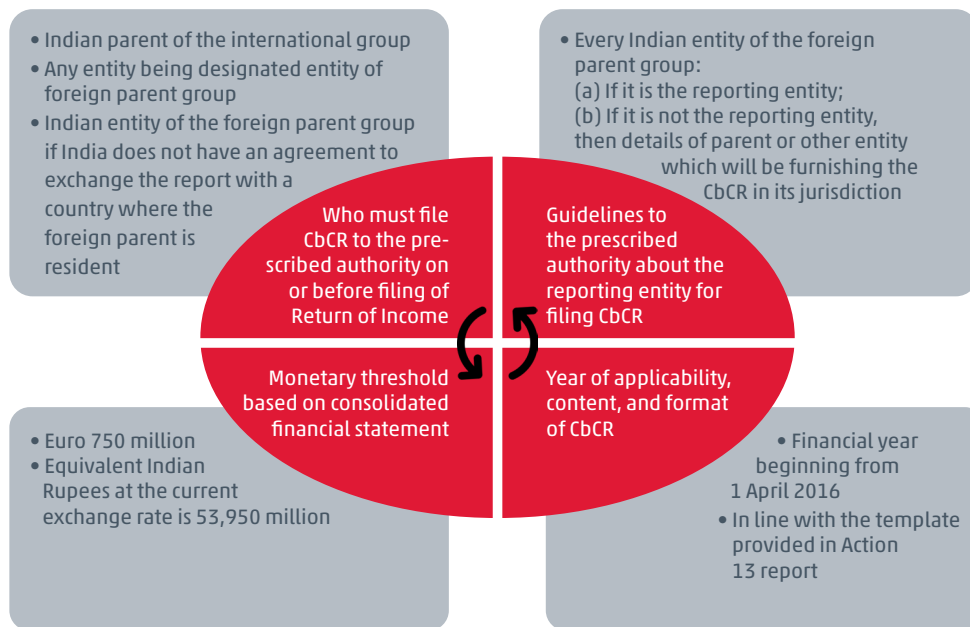 • Indian parent of the international group
• Any entity being designated entity of
foreign parent group
• Indian entity of the foreign parent group
if India does not have an agreement to
exchange the report with a
country where the
foreign parent is
resident
• Every Indian entity of the foreign
parent group:
(a) If it is the reporting entity;
(b) If it is not the reporting entity,
then details of parent or other entity
which will be furnishing the
CbCR in its jurisdiction
Who must file
CbCR to the pre-
scribed authority on
or before filing of
Return of Income
Guidelines to
the prescribed
authority about the
reporting entity for
filing CbCR
Monetary threshold
based on consolidated
financial statement
Year of applicability,
content, and format
of CbCR
• Euro 750 million
• Equivalent Indian
Rupees at the current
exchange rate is 53,950 million
• Financial year
beginning from
1 April 2016
• In line with the template
provided in Action
13 report